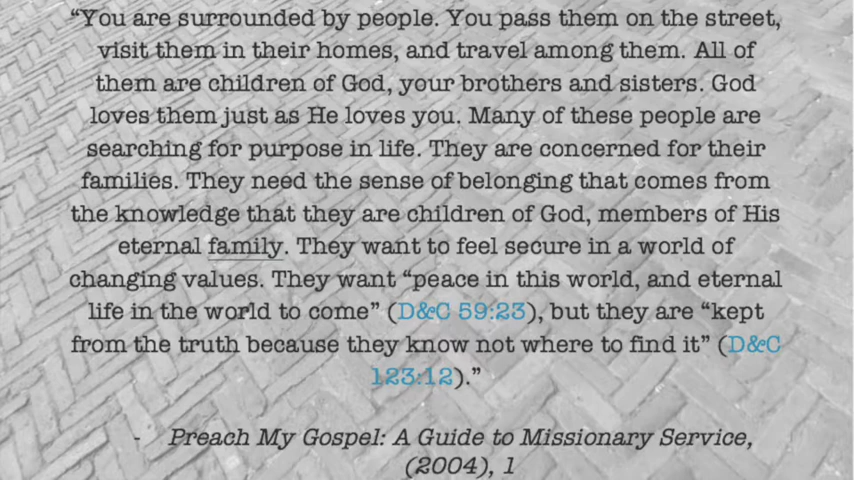 “You are surrounded by people. You pass them on the street,
visit them in their homes, and travel among them. All of
them are children of God, your brothers and sisters. God
loves them just as He loves you. Many of these people are
searching for purpose in life. They are concerned for their
families. They need the sense of belonging that comes from
the knowledge that they are children of God, members of His
eternal family. They want to feel secure in a world of
changing values. They want “peace in this world, and eternal
life in the world to come” (D&C 59:23), but they are “kept
from the truth because they know not where to find it” (D&C
123:12).”
- Preach My Gospel: A Guide to Missionary Service,
(2004), 1